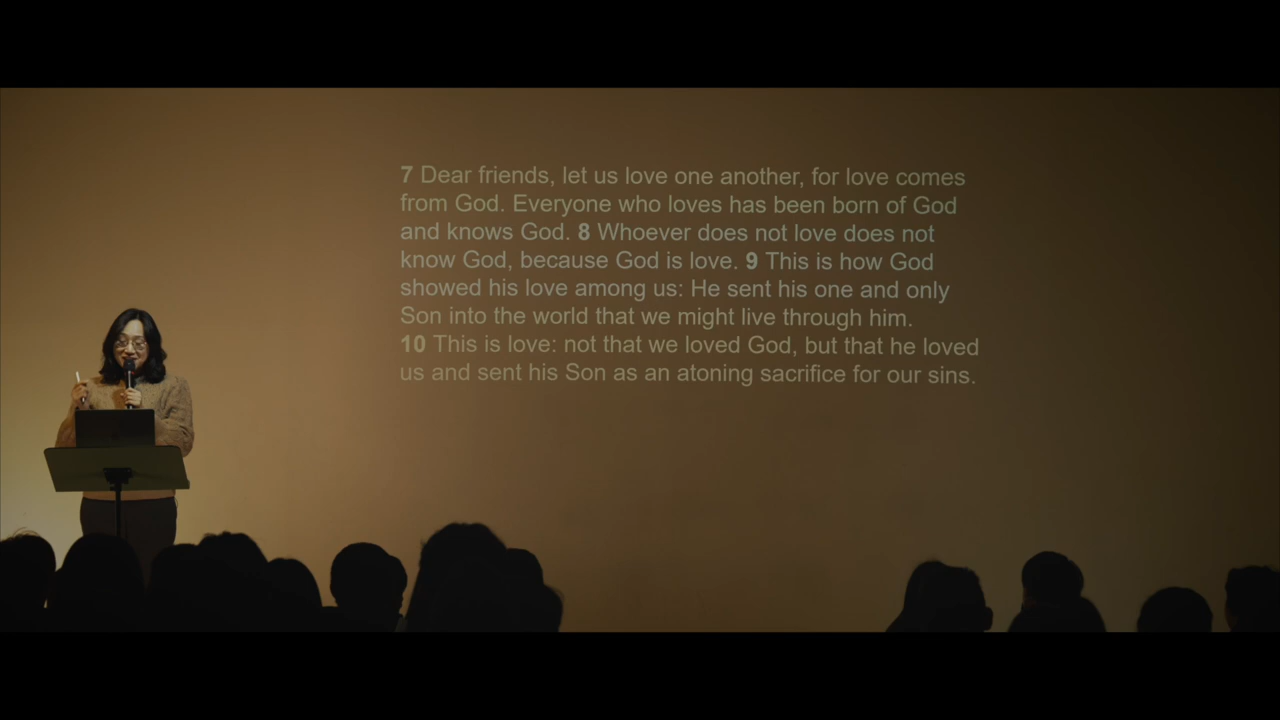 7 Dear friends, let us love one another, for love comes
from God. Everyone who loves has been born of God
and knows God. 8 Whoever does not love does not
know God, because God is love. 9 This is how God
showed his love among us: He sent his one and only
Son into the world that we might live through him.
10 This is love: not that we loved God, but that he loved
us and sent his Son as an atoning sacrifice for our sins.